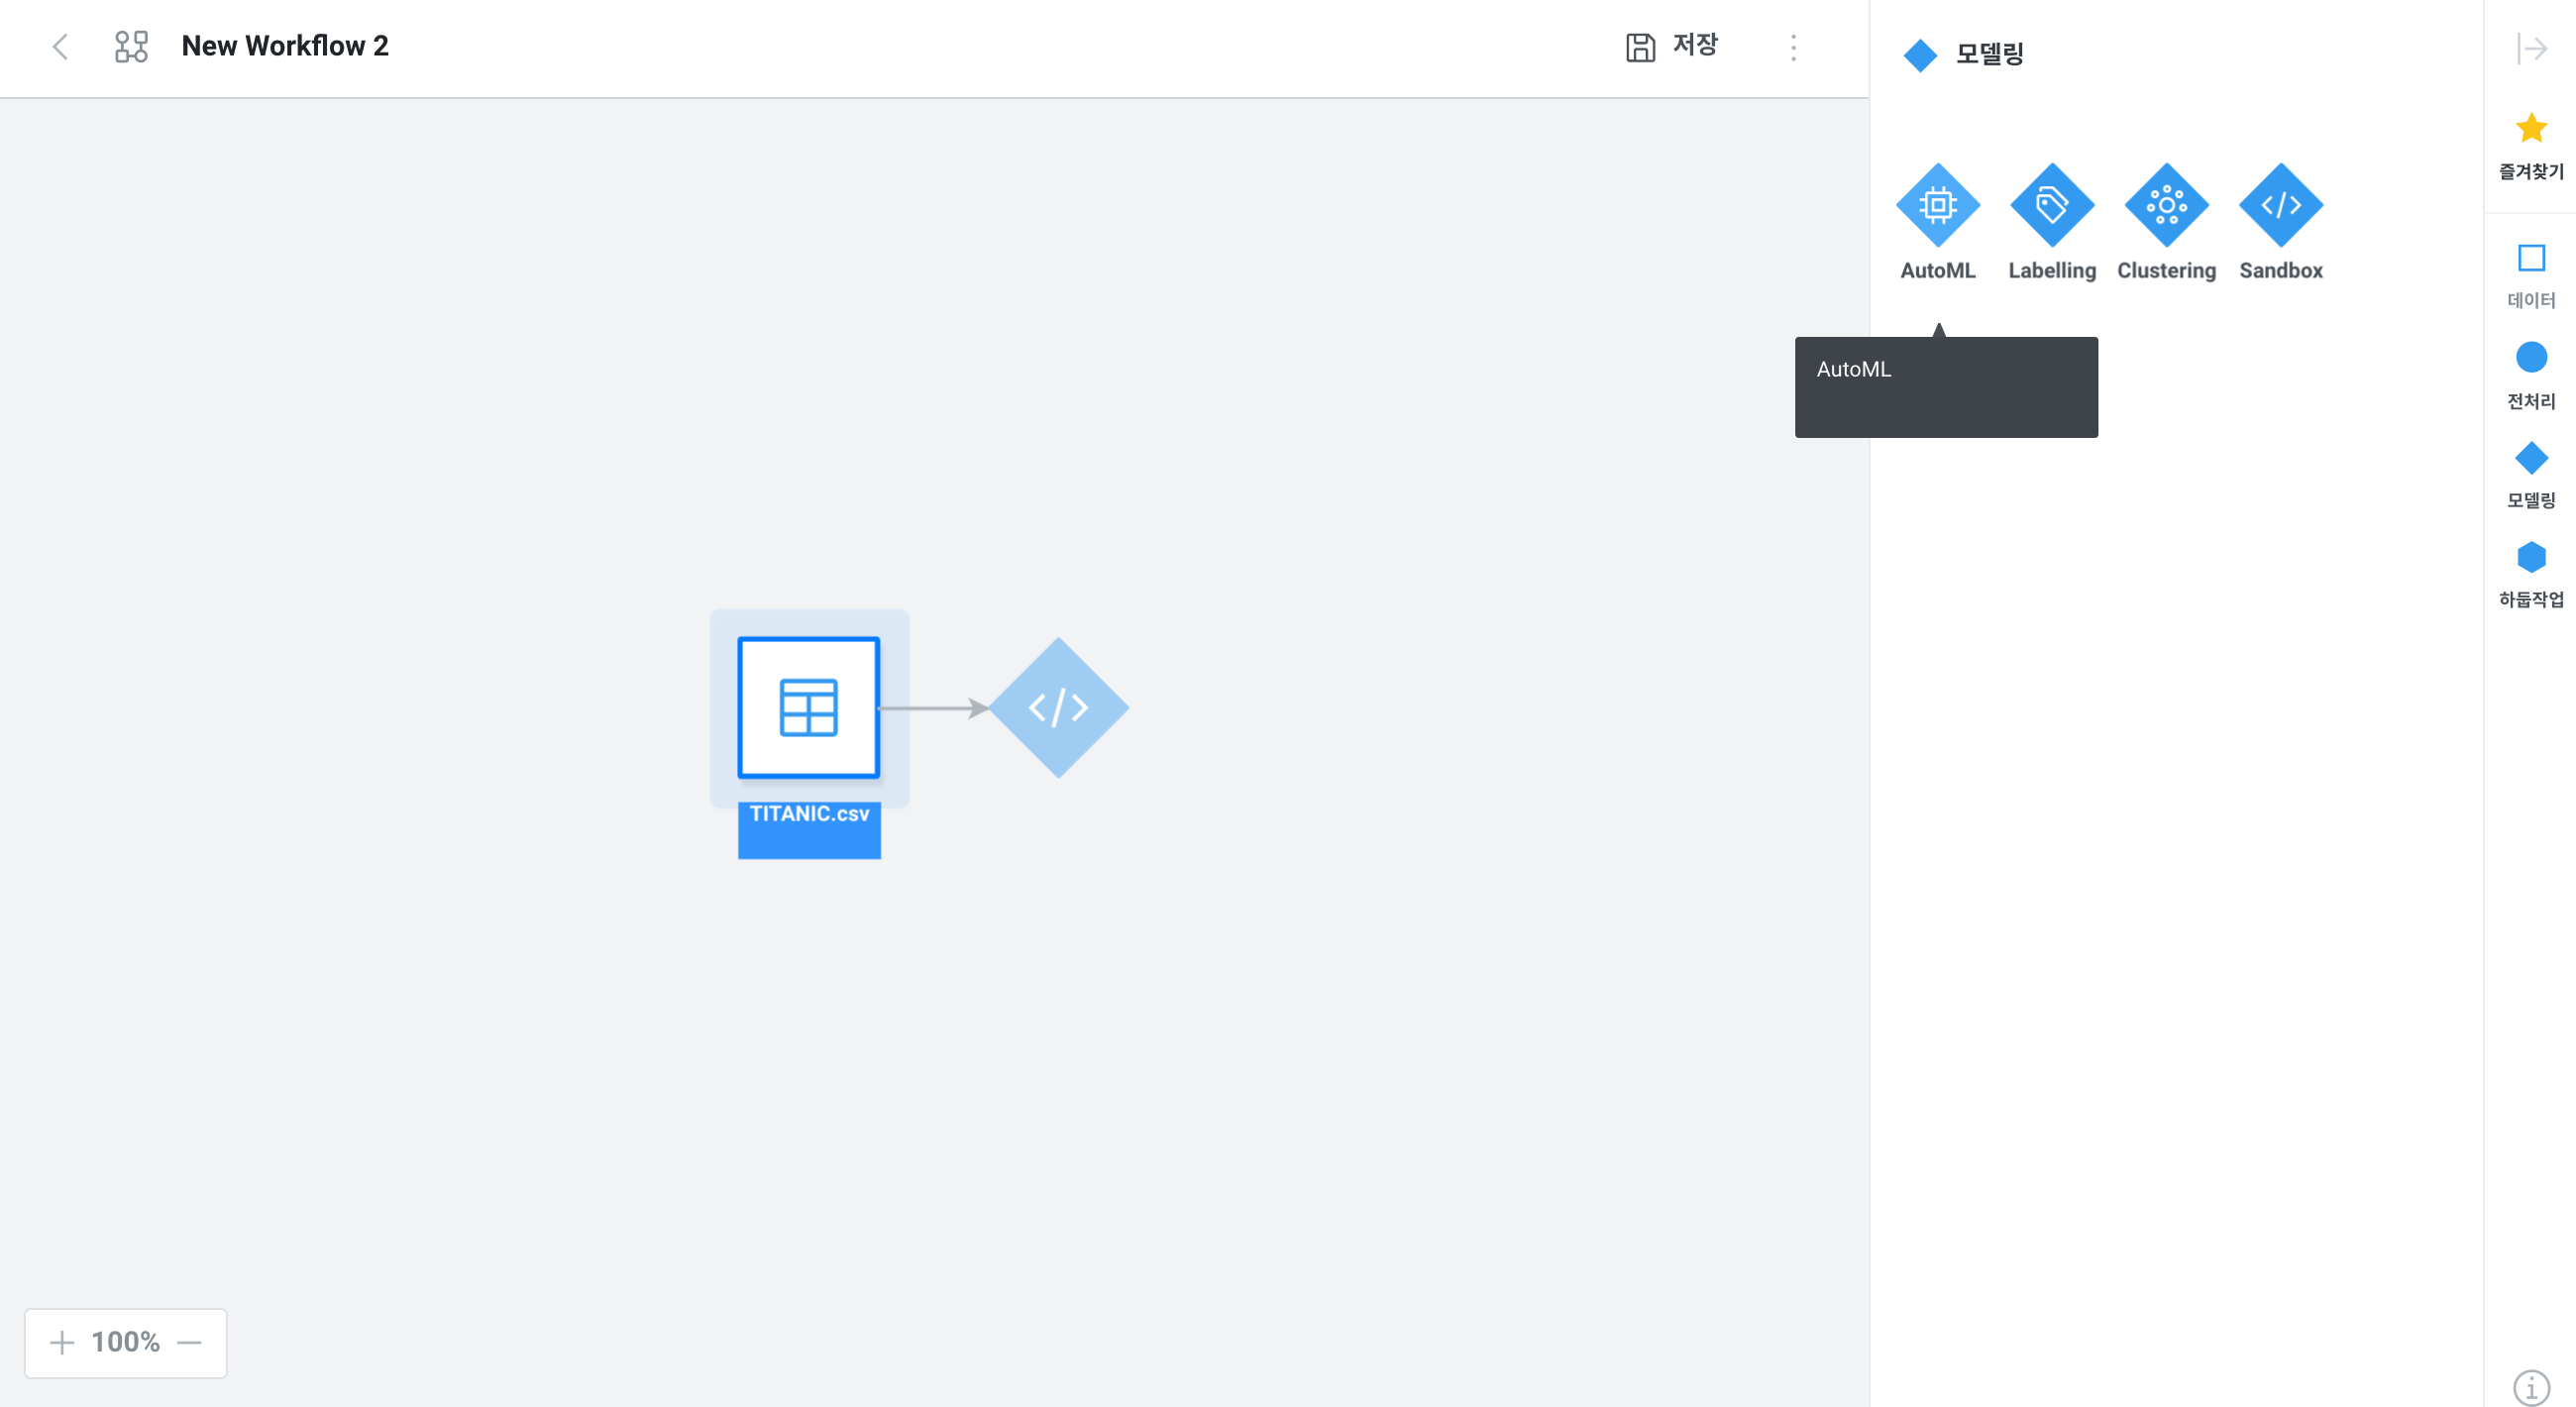 New Workflow 2
저장
모델링
AutoML
Labelling
Clustering
Sandbox
AutoML
TITANIC.csv
100%
즐겨찾기
데이터
전처리
모델링
하둡작업